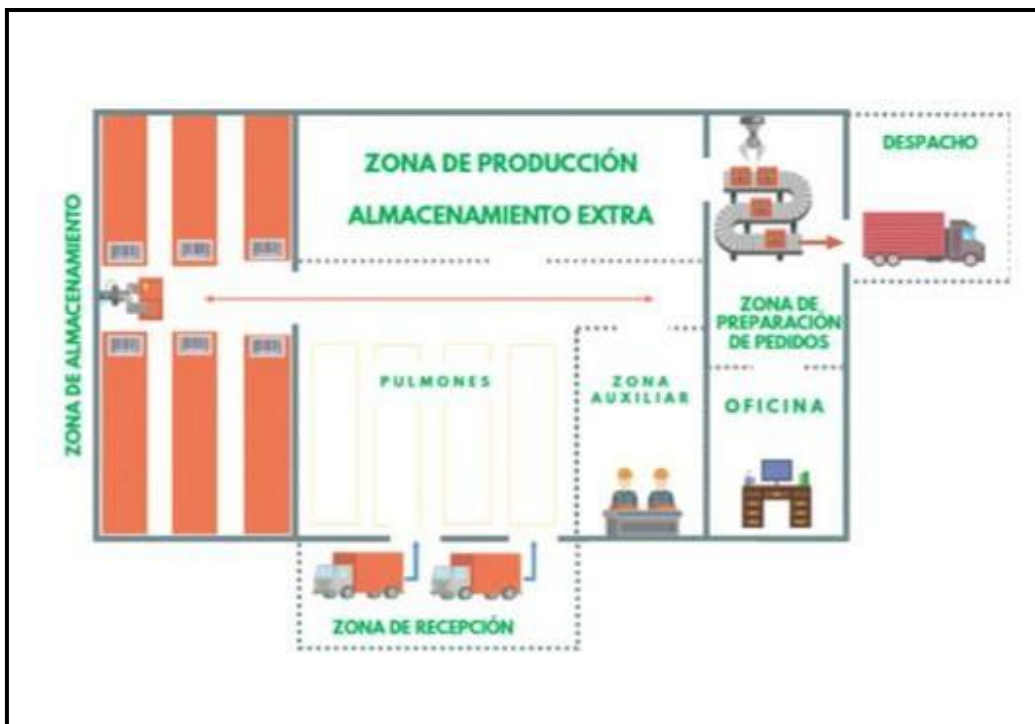 ZONA DE ALMACENAMIENTO
ZONA DE PRODUCCIÓN
ALMACENAMIENTO EXTRA
DESPACHO
ZONA DE
PREPARACIÓN
DE PEDIDOS
PULMONES
ZONA
AUXILIAR
OFICINA
ZONA DE RECEPCIÓN